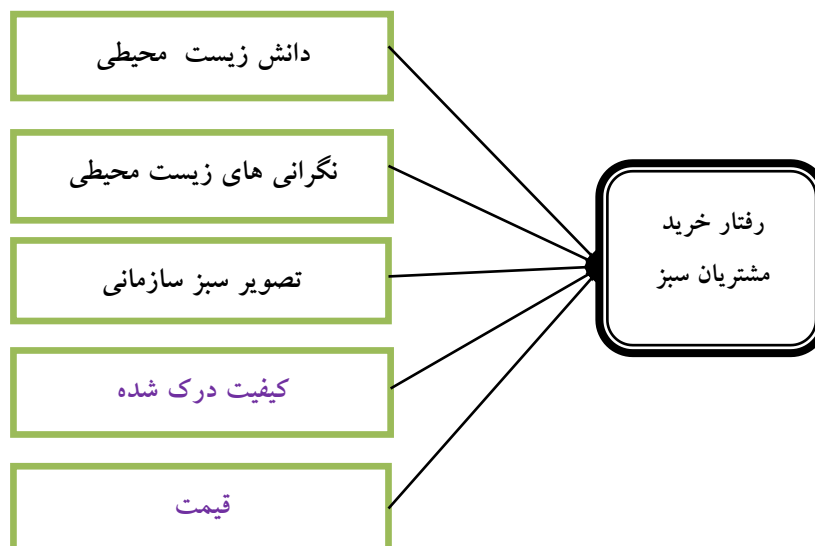 دانش زیست محیطی
نگرانی های زیست محیطی
تصویر سبز سازمانی
کیفیت درک شده
قیمت
رفتار خرید
مشتریان سبز